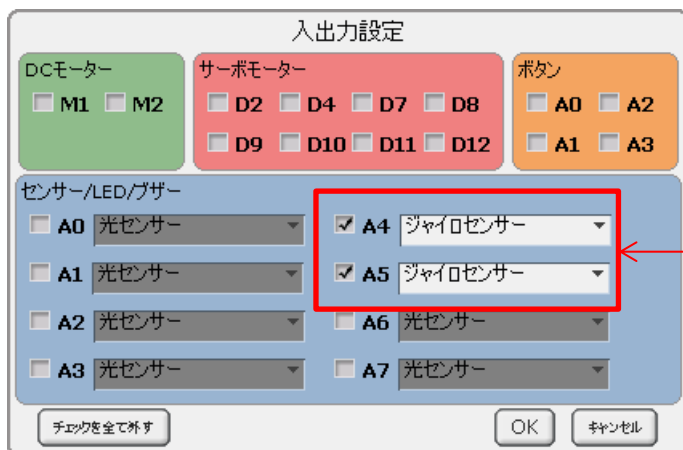 入出力設定
DCモーター
M1 M2
サーボモーター
D2 D4 D7 D8
D9 D10 D11 D12
ボタン
A0 A2
A1 A3
センサー/LED/ブザー
A0 光センサー
A1 光センサー
A2 光センサー
A3 光センサー
A4 ジャイロセンサー
A5 ジャイロセンサー
A6 光センサー
A7 光センサー
チェックを全て外す
OK キャンセル